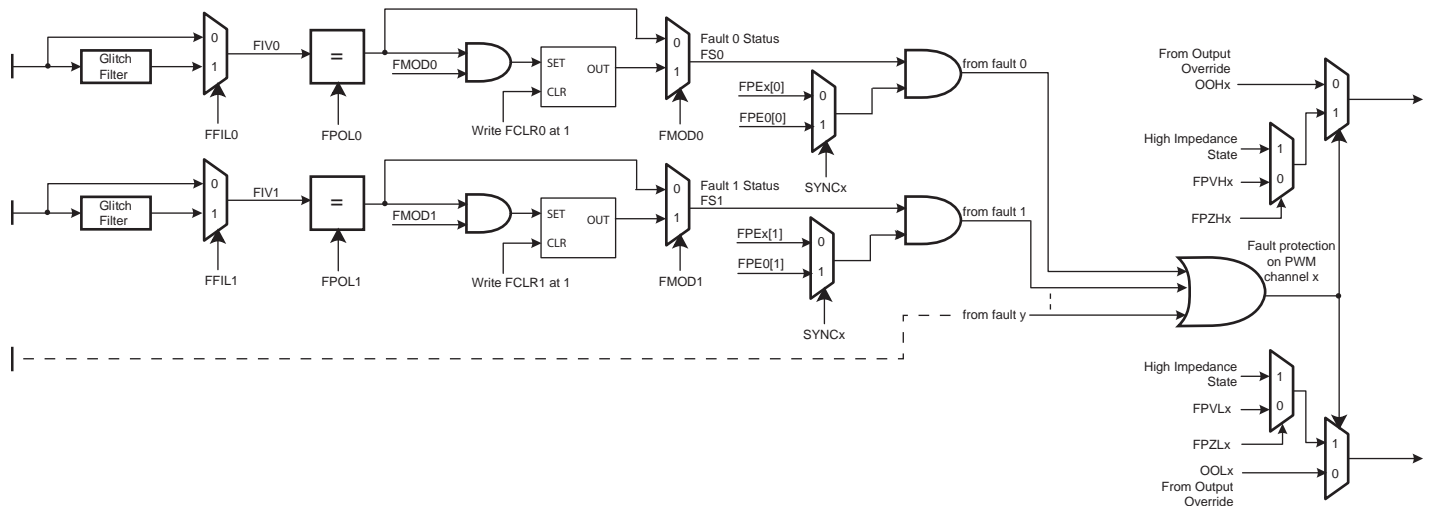 0
1
Glitch
Filter
FFIL0
FIV0
=
FPOL0
FMOD0
SET
OUT
CLR
Write FCLR0 at 1
0
1
FMOD0
Fault 0 Status
FS0
FPEx[0]
FPE0[0]
0
1
SYNCx
from fault 0
0
1
Glitch
Filter
FFIL1
FIV1
=
FPOL1
FMOD1
SET
OUT
CLR
Write FCLR1 at 1
0
1
FMOD1
Fault 1 Status
FS1
FPEx[1]
FPE0[1]
0
1
SYNCx
from fault 1
from fault y
From Output
Override
OOHx
0
1
High Impedance
State
FPVHx
FPZHx
1
0
Fault protection
on PWM
channel x
High Impedance
State
FPVLx
FPZLx
1
0
1
0
OOLx
From Output
Override